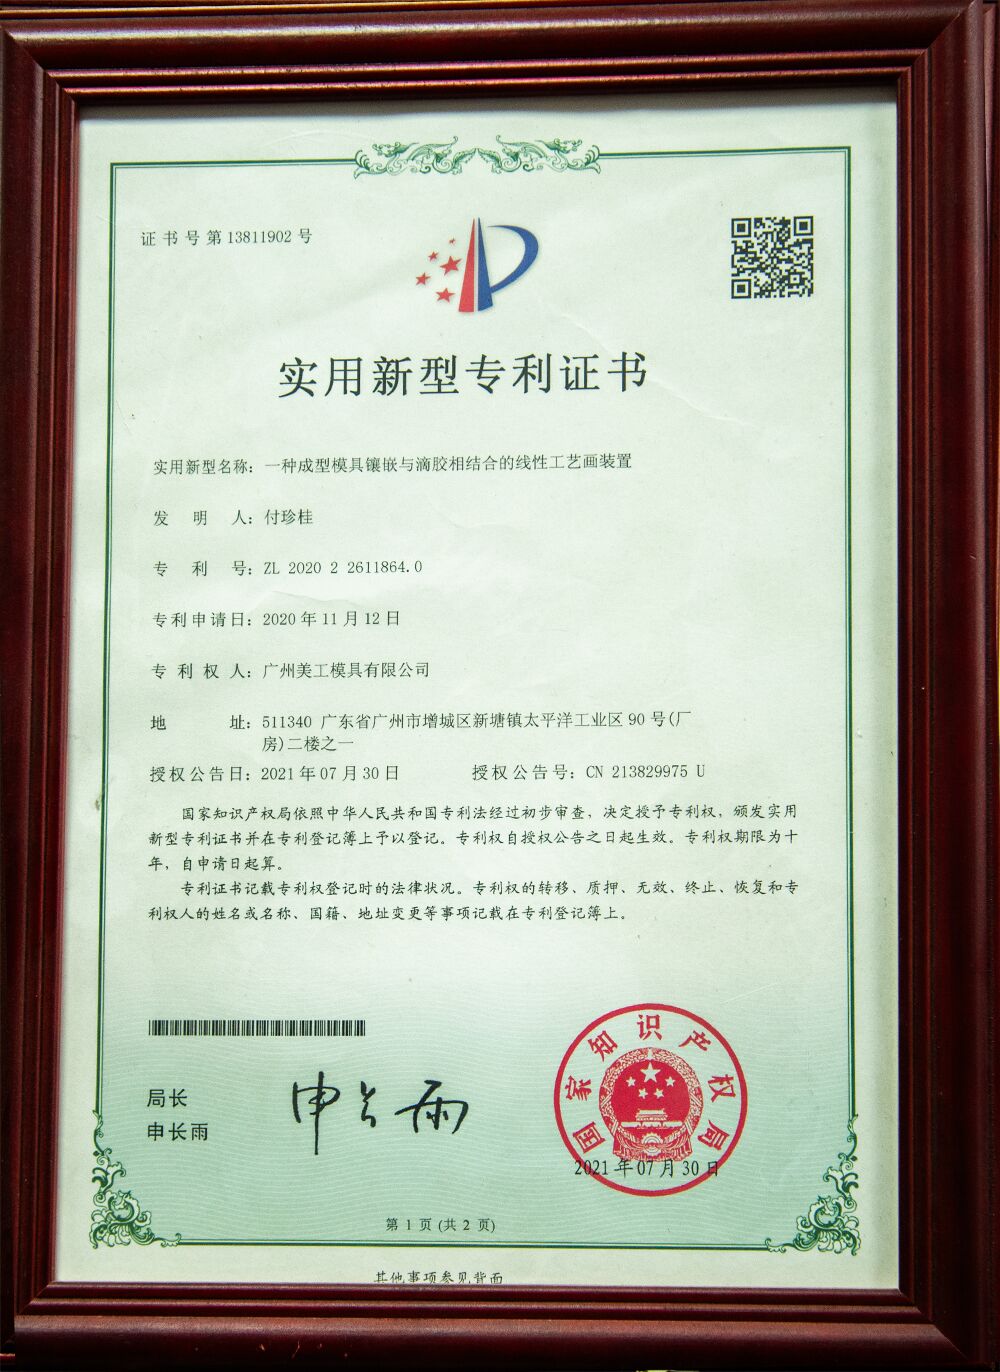 证书号第13811902号
实用新型专利证书
实用新型名称：一种成型模具镶嵌与滴胶相结合的线性工艺画装置
发明人：付珍桂
专利号：ZL 2020 2 2611864.0
专利申请日：2020年11月12日
专利权人：广州美工模具有限公司
地址：511340 广东省广州市增城区新塘镇太平洋工业区90号(厂
房)二楼之一
授权公告日：2021年07月30日 授权公告号：CN 213829975 U
国家知识产权局依照中华人民共和国专利法经过初步审查，决定授予专利权，颁发实用
新型专利证书并在专利登记簿上予以登记。专利权自授权公告之日起生效。专利权期限为十
年，自申请日起算。
专利证书记载专利权登记时的法律状况。专利权的转移、质押、无效、终止、恢复和专
利权人的姓名或名称、国籍、地址变更等事项记载在专利登记簿上。
局长
申长雨
申长雨
国家知识产权局
2021年07月30日
第 1 页 (共 2 页)
其他事项参见背面